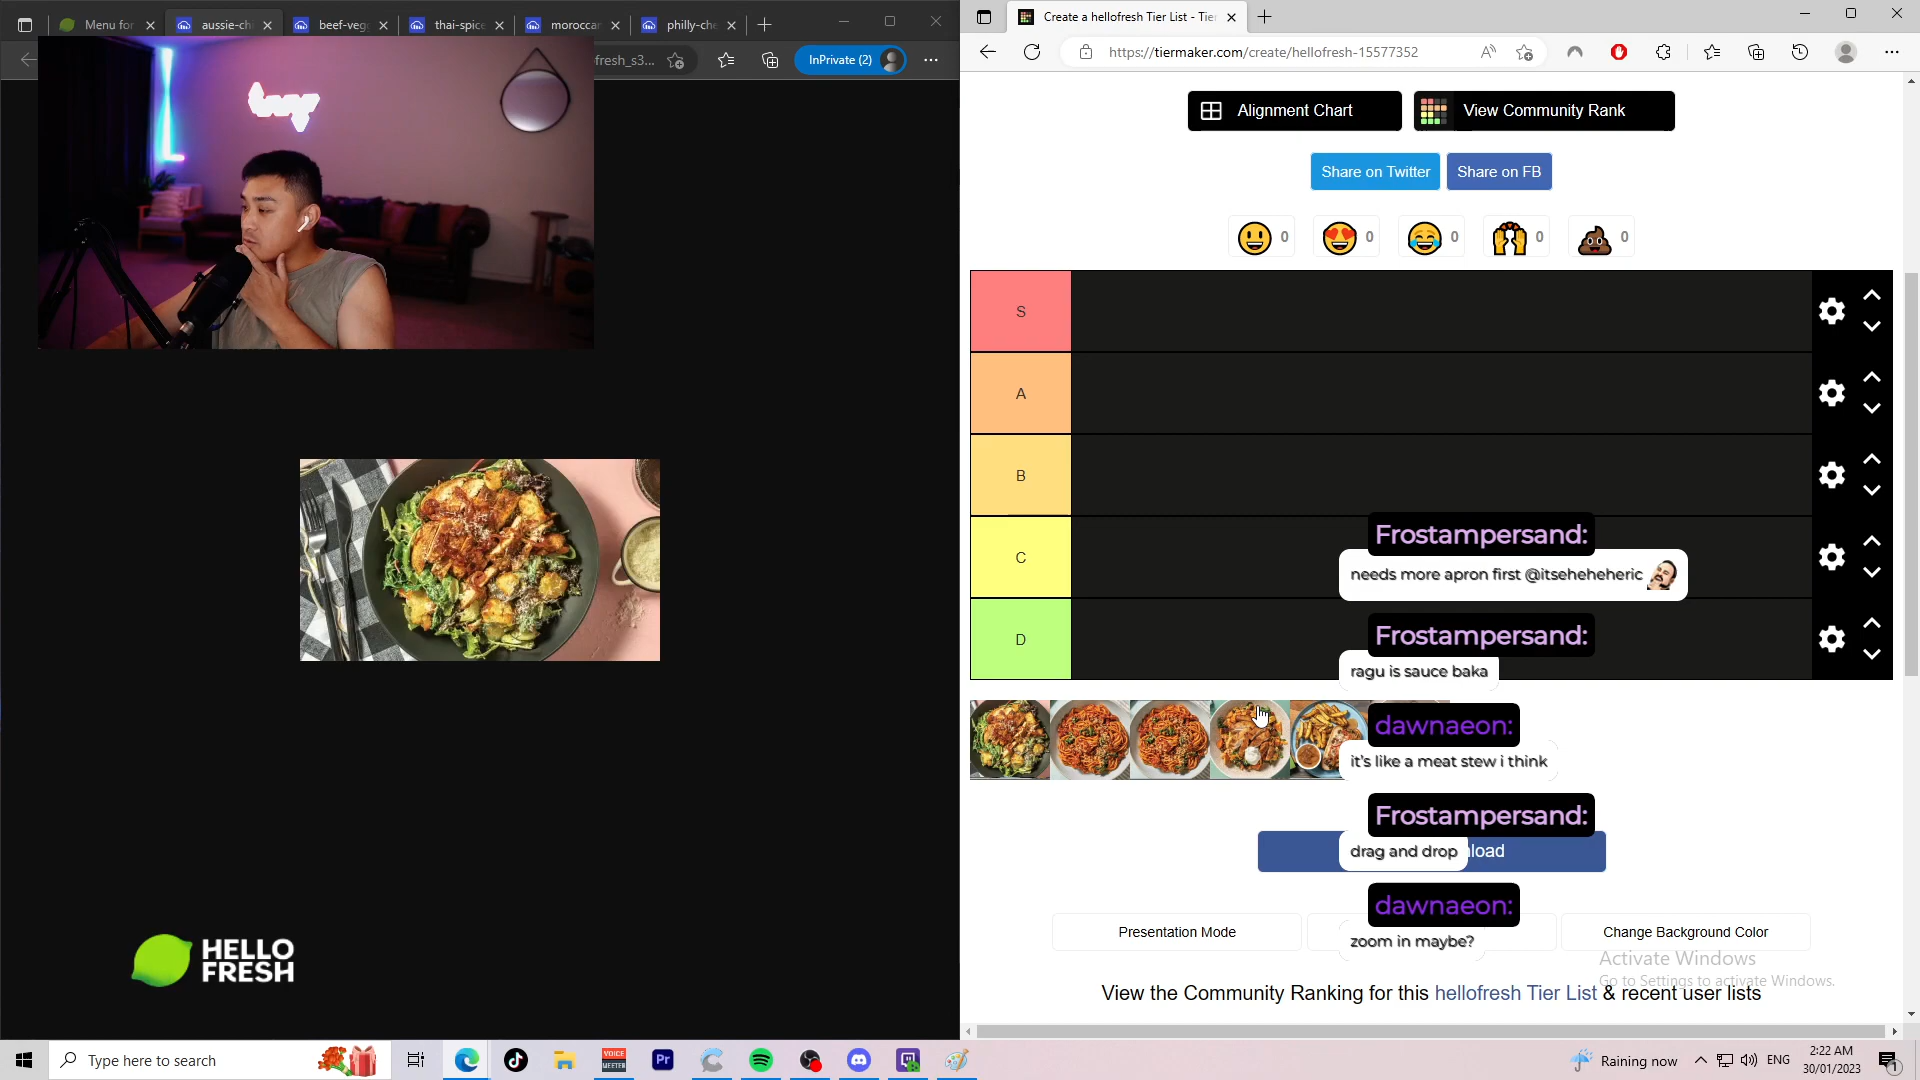 Menu for
aussie-ch
beef-veg
thai-spice
moroccan
philly-che
fresh_s3...
InPrivate (2)
Create a hellofresh Tier List - Tie
https://tiermaker.com/create/hellofresh-15577352
Alignment Chart
View Community Rank
Share on Twitter
Share on FB
0
0
0
0
0
S
A
B
C
D
Frostampersand:
needs more apron first @itseheheheric
Frostampersand:
ragu is sauce baka
dawnaeon:
it's like a meat stew i think
Frostampersand:
drag and drop
load
dawnaeon:
zoom in maybe?
Presentation Mode
Change Background Color
Activate Windows
Go to Settings to activate Windows.
View the Community Ranking for this hellofresh Tier List & recent user lists
HELLO
FRESH
Type here to search
VOICE
MEETER
Pr
Raining now
ENG
2:22 AM
30/01/2023
1